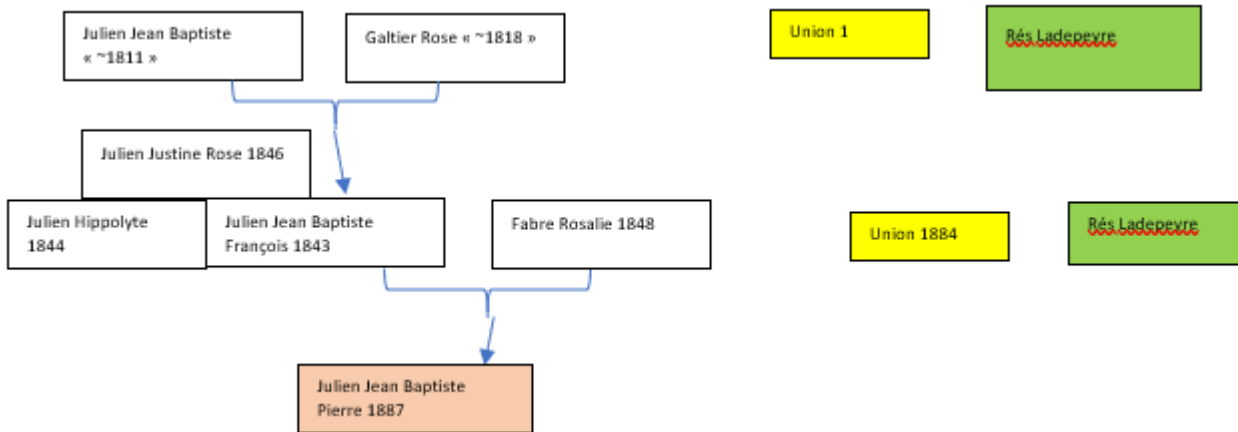 Julien Jean Baptiste
« ~1811 »
Galtier Rose « ~1818 »
Union 1
Rés Ladepeyre
Julien Justine Rose 1846
Julien Hippolyte
1844
Julien Jean Baptiste
François 1843
Fabre Rosalie 1848
Union 1884
Rés Ladepeyre
Julien Jean Baptiste
Pierre 1887